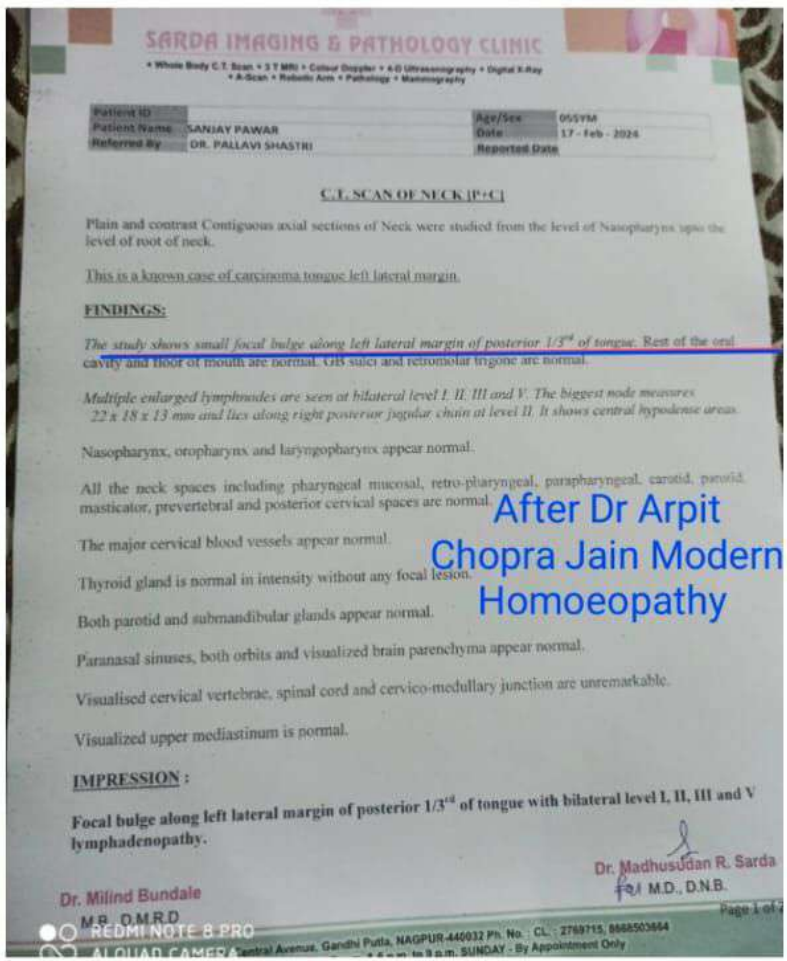 SARDA IMAGING & PATHOLOGY CLINIC
• Whole Body C.T. Scan • 3 T MRI • Colour Doppler • 4-D Ultrasonography • Digital X-Ray
• A-Scan • Robotic Arm • Pathology • Mammography
Patient ID
Age/Sex 055YM
Patient Name SANJAY PAWAR
Date 17 - Feb - 2024
Referred By DR. PALLAVI SHASTRI
Reported Date
C.T. SCAN OF NECK [P+C]
Plain and contrast Contiguous axial sections of Neck were studied from the level of Nasopharynx upto the
level of root of neck.
This is a known case of carcinoma tongue left lateral margin.
FINDINGS:
The study shows small focal bulge along left lateral margin of posterior 1/3rd of tongue. Rest of the oral
cavity and floor of mouth are normal. GB sulci and retromolar trigone are normal.
Multiple enlarged lymphnodes are seen at bilateral level I, II, III and V. The biggest node measures
22 x 18 x 13 mm and lies along right posterior jugular chain at level II. It shows central hypodense areas.
Nasopharynx, oropharynx and laryngopharynx appear normal.
All the neck spaces including pharyngeal mucosal, retro-pharyngeal, parapharyngeal, carotid, parotid,
masticator, prevertebral and posterior cervical spaces are normal.
After Dr Arpit
Chopra Jain Modern
Homoeopathy
The major cervical blood vessels appear normal.
Thyroid gland is normal in intensity without any focal lesion.
Both parotid and submandibular glands appear normal.
Paranasal sinuses, both orbits and visualized brain parenchyma appear normal.
Visualised cervical vertebrae, spinal cord and cervico-medullary junction are unremarkable.
Visualized upper mediastinum is normal.
IMPRESSION :
Focal bulge along left lateral margin of posterior 1/3rd of tongue with bilateral level I, II, III and V
lymphadenopathy.
Dr. Milind Bundale
M.B., D.M.R.D
Dr. Madhusudan R. Sarda
for M.D., D.N.B.
Page 1 of 2
REDMI NOTE 8 PRO
AI QUAD CAMERA
Central Avenue, Gandhi Putla, NAGPUR-440032 Ph. No. : CL. : 2769715, 8668503664
to 9 p.m. SUNDAY - By Appointment Only